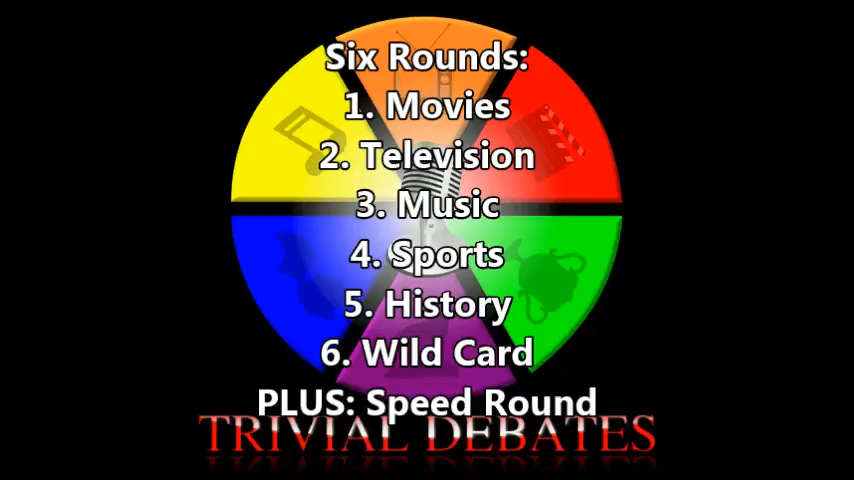 Six Rounds:
1. Movies
2. Television
3. Music
4. Sports
5. History
6. Wild Card
PLUS: Speed Round
TRIVIAL DEBATES